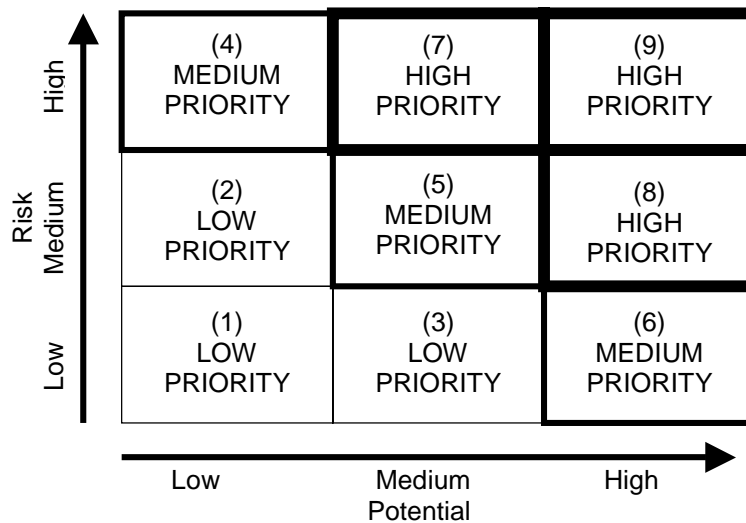 High
(4)
MEDIUM
PRIORITY
(7)
HIGH
PRIORITY
(9)
HIGH
PRIORITY
Risk
Medium
(2)
LOW
PRIORITY
(5)
MEDIUM
PRIORITY
(8)
HIGH
PRIORITY
Low
(1)
LOW
PRIORITY
(3)
LOW
PRIORITY
(6)
MEDIUM
PRIORITY
Low
Medium
High
Potential